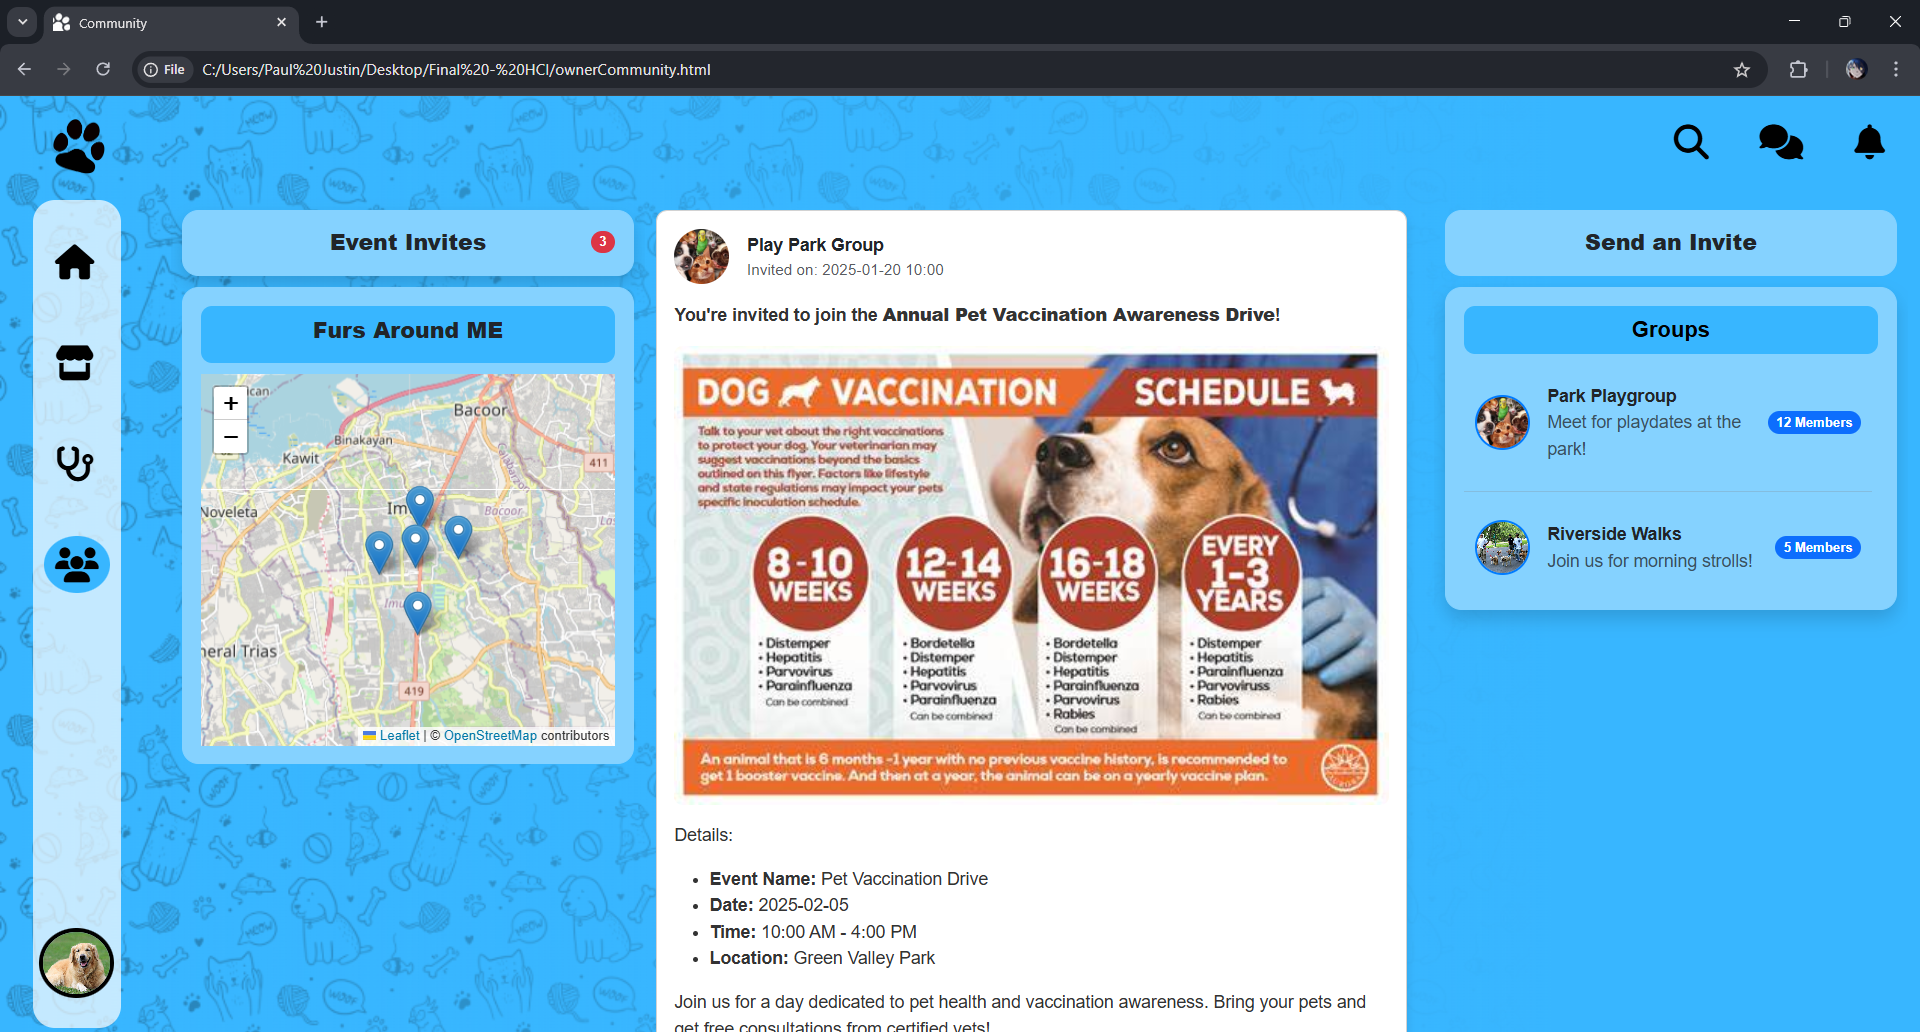 Community
File
C:/Users/Paul%20Justin/Desktop/Final%20-%20HCI/ownerCommunity.html
Event Invites
3
Furs Around ME
+
−
Bacoor
Binakayan
Kawit
411
Noveleta
Bacoor
Im
Imu
neral Trias
419
Leaflet | © OpenStreetMap contributors
Play Park Group
Invited on: 2025-01-20 10:00
You're invited to join the Annual Pet Vaccination Awareness Drive!
DOG VACCINATION SCHEDULE
Talk to your vet about the right vaccinations
to protect your dog. Your veterinarian may
suggest vaccinations beyond the basics
outlined on this flyer. Factors like lifestyle
and state regulations may impact your pets
specific inoculation schedule.
8-10
WEEKS
• Distemper
• Hepatitis
• Parvovirus
• Parainfluenza
Can be combined
12-14
WEEKS
• Bordetella
• Distemper
• Hepatitis
• Parvovirus
• Parainfluenza
Can be combined
16-18
WEEKS
• Bordetella
• Distemper
• Hepatitis
• Parainfluenza
• Parvovirus
• Rabies
Can be combined
EVERY
1-3
YEARS
• Distemper
• Hepatitis
• Parainfluenza
• Parvoviruss
• Rabies
Can be combined
An animal that is 6 months -1 year with no previous vaccine history, is recommended to
get 1 booster vaccine. And then at a year, the animal can be on a yearly vaccine plan.
Details:
• Event Name: Pet Vaccination Drive
• Date: 2025-02-05
• Time: 10:00 AM - 4:00 PM
• Location: Green Valley Park
Join us for a day dedicated to pet health and vaccination awareness. Bring your pets and
get free consultations from certified vets!
Send an Invite
Groups
Park Playgroup
Meet for playdates at the
park!
12 Members
Riverside Walks
Join us for morning strolls!
5 Members
MEOW
WOOF